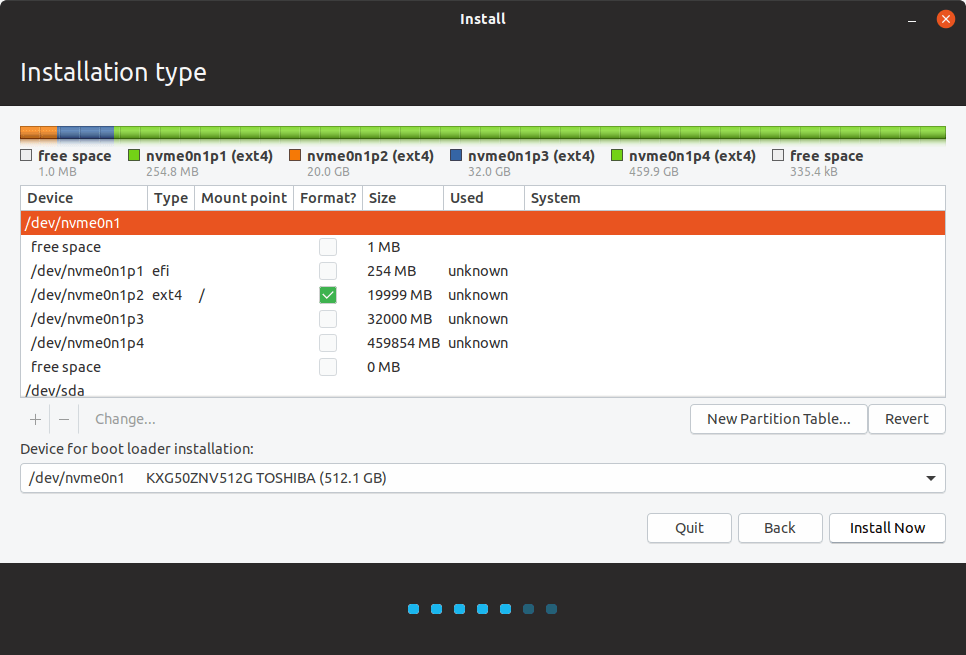 Install
Installation type
free space nvme0n1p1 (ext4) nvme0n1p2 (ext4) nvme0n1p3 (ext4) nvme0n1p4 (ext4) free space
1.0 MB 254.8 MB 20.0 GB 32.0 GB 459.9 GB 335.4 kB
Device Type Mount point Format? Size Used System
/dev/nvme0n1
free space 1 MB
/dev/nvme0n1p1 efi 254 MB unknown
/dev/nvme0n1p2 ext4 / 19999 MB unknown
/dev/nvme0n1p3 32000 MB unknown
/dev/nvme0n1p4 459854 MB unknown
free space 0 MB
/dev/sda
+ − Change... New Partition Table... Revert
Device for boot loader installation:
/dev/nvme0n1 KXG50ZNV512G TOSHIBA (512.1 GB)
Quit Back Install Now